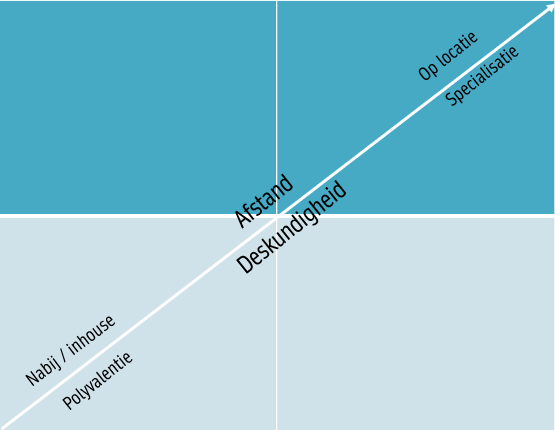 Op locatie
Specialisatie
Afstand
Deskundigheid
Nabij / inhouse
Polyvalentie